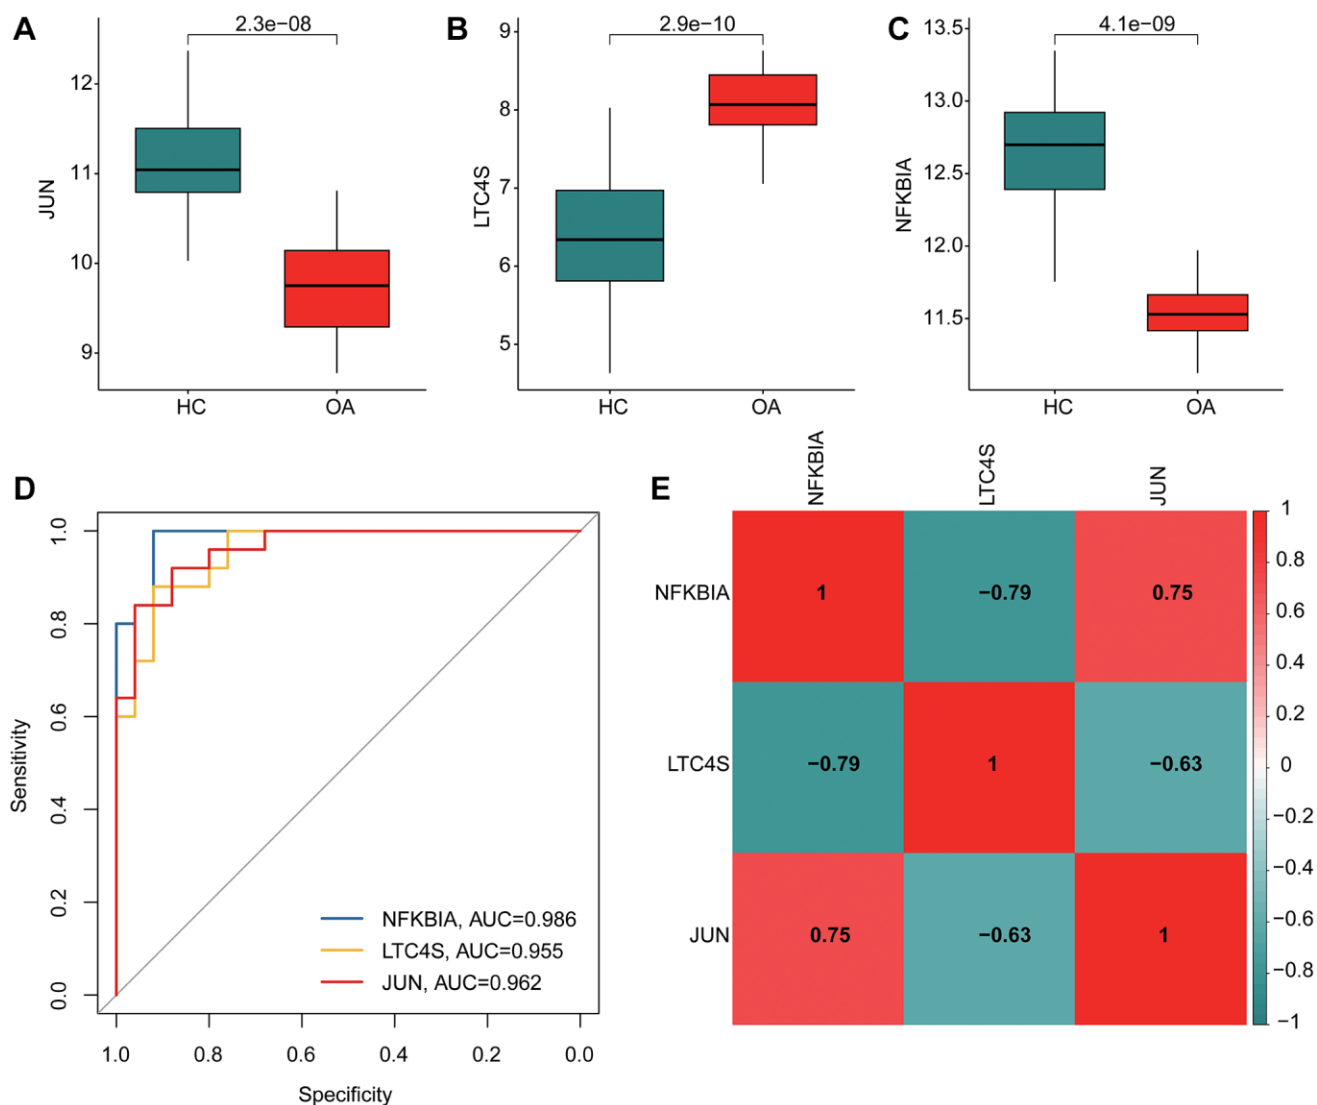 A
2.3e−08
12
11
10
9
JUN
HC
OA
B
2.9e−10
9
8
7
6
5
LTC4S
HC
OA
C
4.1e−09
13.5
13.0
12.5
12.0
11.5
NFKBIA
HC
OA
D
1.0
0.8
0.6
0.4
0.2
0.0
Sensitivity
NFKBIA, AUC=0.986
LTC4S, AUC=0.955
JUN, AUC=0.962
1.0 0.8 0.6 0.4 0.2 0.0
Specificity
E
NFKBIA LTC4S JUN
NFKBIA 1 −0.79 0.75
LTC4S −0.79 1 −0.63
JUN 0.75 −0.63 1
1
0.8
0.6
0.4
0.2
0
−0.2
−0.4
−0.6
−0.8
−1